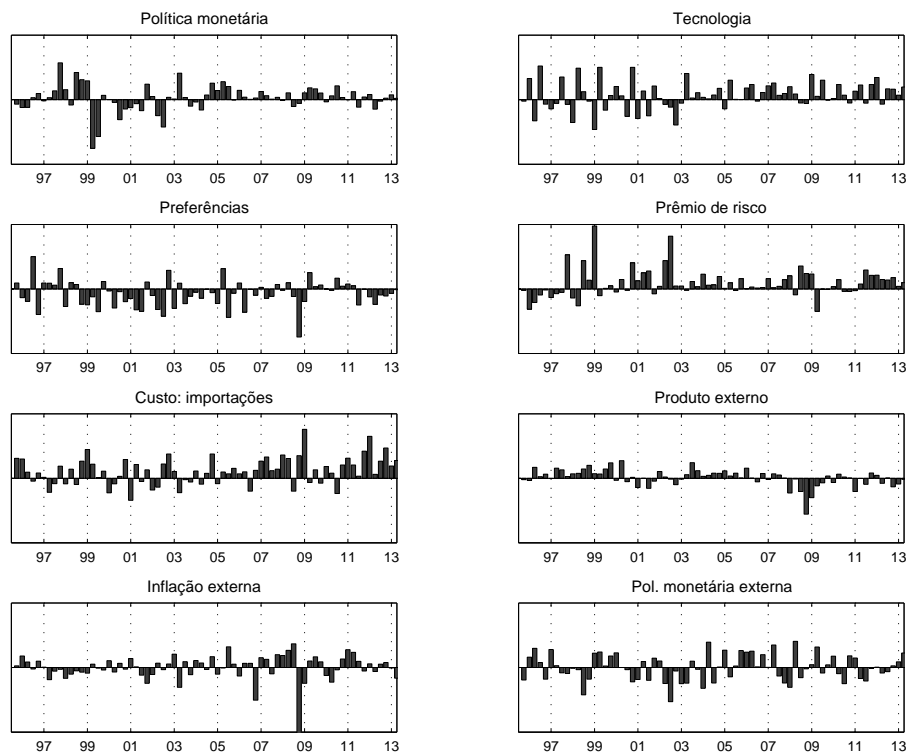 Política monetária
97 99 01 03 05 07 09 11 13
Tecnologia
97 99 01 03 05 07 09 11 13
Preferências
97 99 01 03 05 07 09 11 13
Prêmio de risco
97 99 01 03 05 07 09 11 13
Custo: importações
97 99 01 03 05 07 09 11 13
Produto externo
97 99 01 03 05 07 09 11 13
Inflação externa
97 99 01 03 05 07 09 11 13
Pol. monetária externa
97 99 01 03 05 07 09 11 13